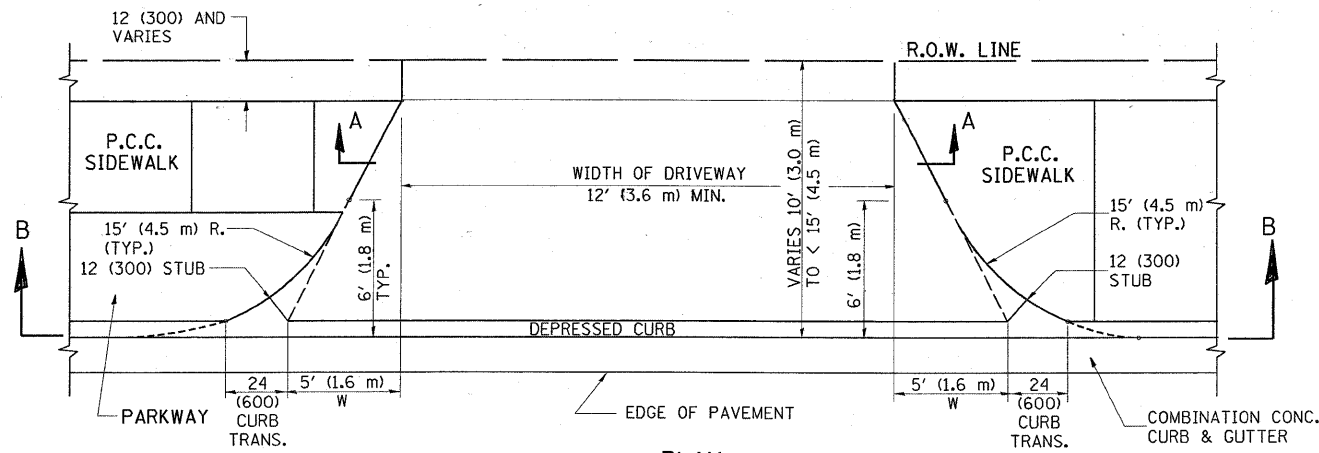 12 (300) AND
VARIES
R.O.W. LINE
A
A
P.C.C.
SIDEWALK
P.C.C.
SIDEWALK
WIDTH OF DRIVEWAY
12' (3.6 m) MIN.
VARIES 10' (3.0 m)
TO < 15' (4.5 m)
B
B
15' (4.5 m) R.
(TYP.)
12 (300) STUB
6' (1.8 m)
TYP.
6' (1.8 m)
15' (4.5 m)
R. (TYP.)
12 (300)
STUB
DEPRESSED CURB
24
(600)
CURB
TRANS.
5' (1.6 m)
W
5' (1.6 m)
W
24
(600)
CURB
TRANS.
PARKWAY
EDGE OF PAVEMENT
COMBINATION CONC.
CURB & GUTTER